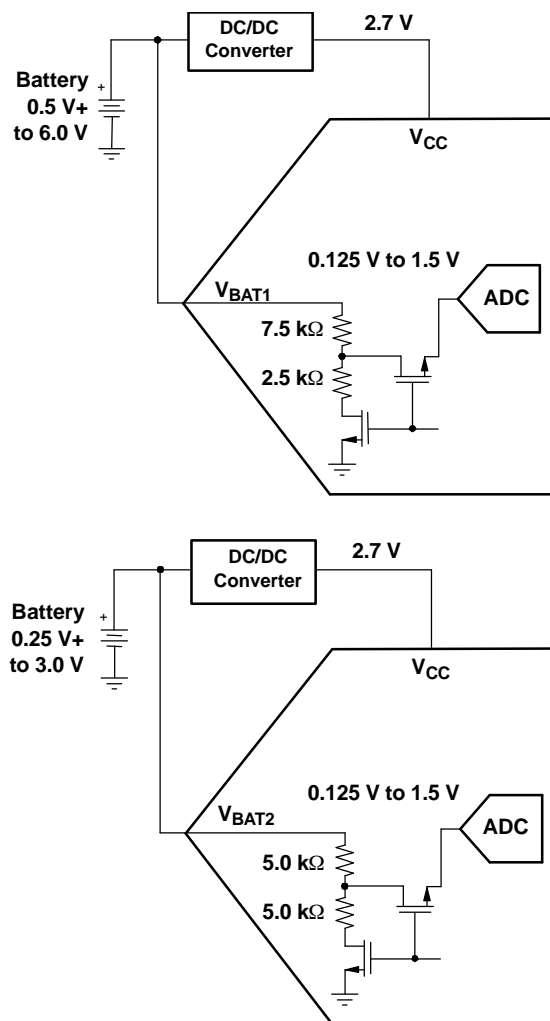 DC/DC
Converter
2.7 V
Battery
0.5 V+
to 6.0 V
+
VCC
0.125 V to 1.5 V
VBAT1
ADC
7.5 kΩ
2.5 kΩ
DC/DC
Converter
2.7 V
Battery
0.25 V+
to 3.0 V
+
VCC
0.125 V to 1.5 V
VBAT2
ADC
5.0 kΩ
5.0 kΩ